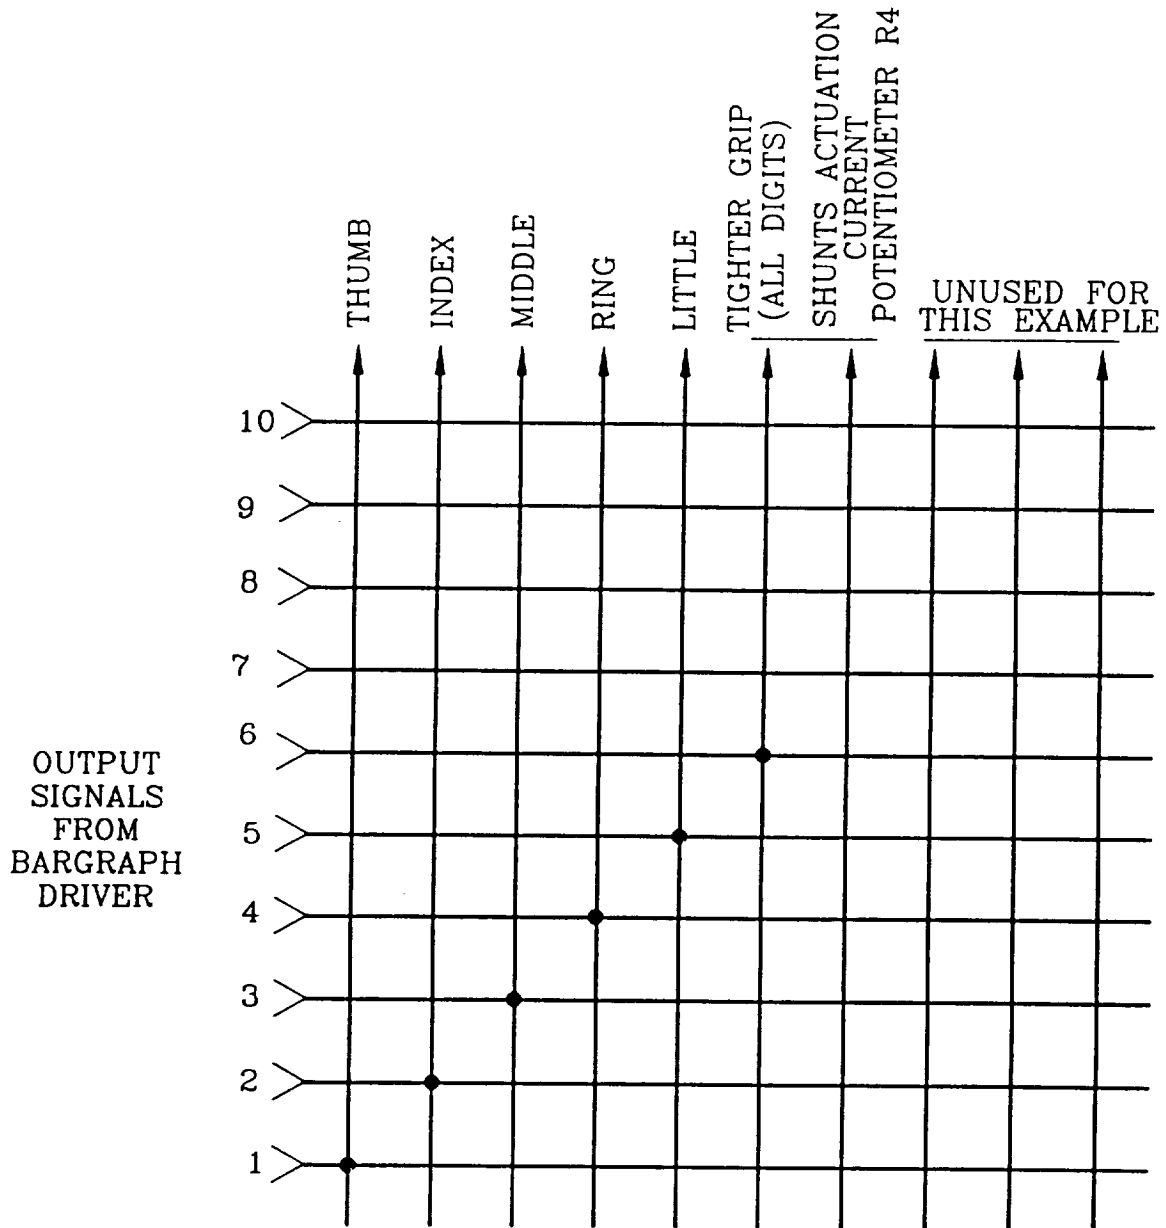 THUMB
INDEX
MIDDLE
RING
LITTLE
TIGHTER GRIP
(ALL DIGITS)
SHUNTS ACTUATION
CURRENT
POTENTIOMETER R4
UNUSED FOR
THIS EXAMPLE
10
9
8
7
6
5
4
3
2
1
OUTPUT
SIGNALS
FROM
BARGRAPH
DRIVER